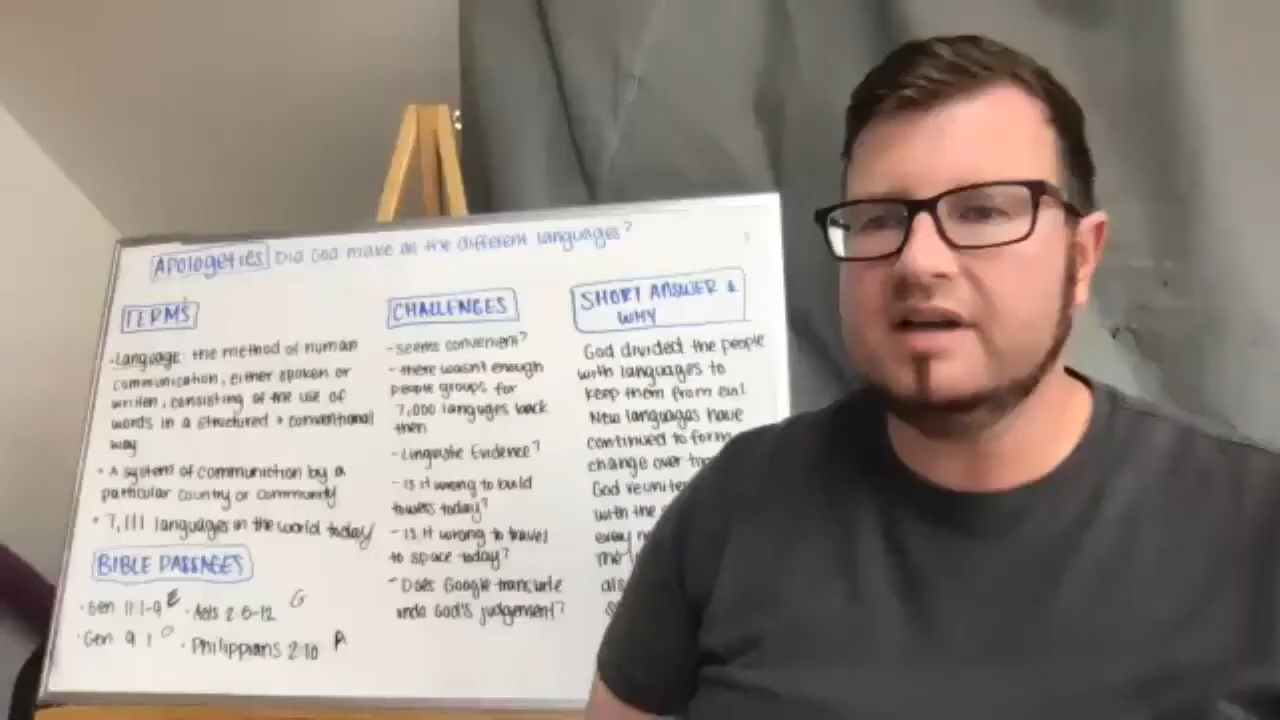 Apologetics Did God make all the different languages?
TERMS
- Language: the method of human
communication, either spoken or
written, consisting of the use of
words in a structured + conventional
way
• A system of communiction by a
particular country or community
• 7,111 languages in the world today
BIBLE PASSAGES
• Gen 11:1-9 E • Acts 2:5-12 G
• Gen 9 1 O • Philippians 2:10 A
CHALLENGES
- seems convenient?
- there wasn't enough
people groups for
7,000 languges back
then
- Linguistic Evidence?
- is it wrong to build
towers today?
- Is it wrong to travel
to space today?
- Does Google translate
undo God's judgement?
SHORT ANSWER &
WHY
God divided the people
with languages to
keep them from evil.
New languages have
continued to form
change over
God
with the
every